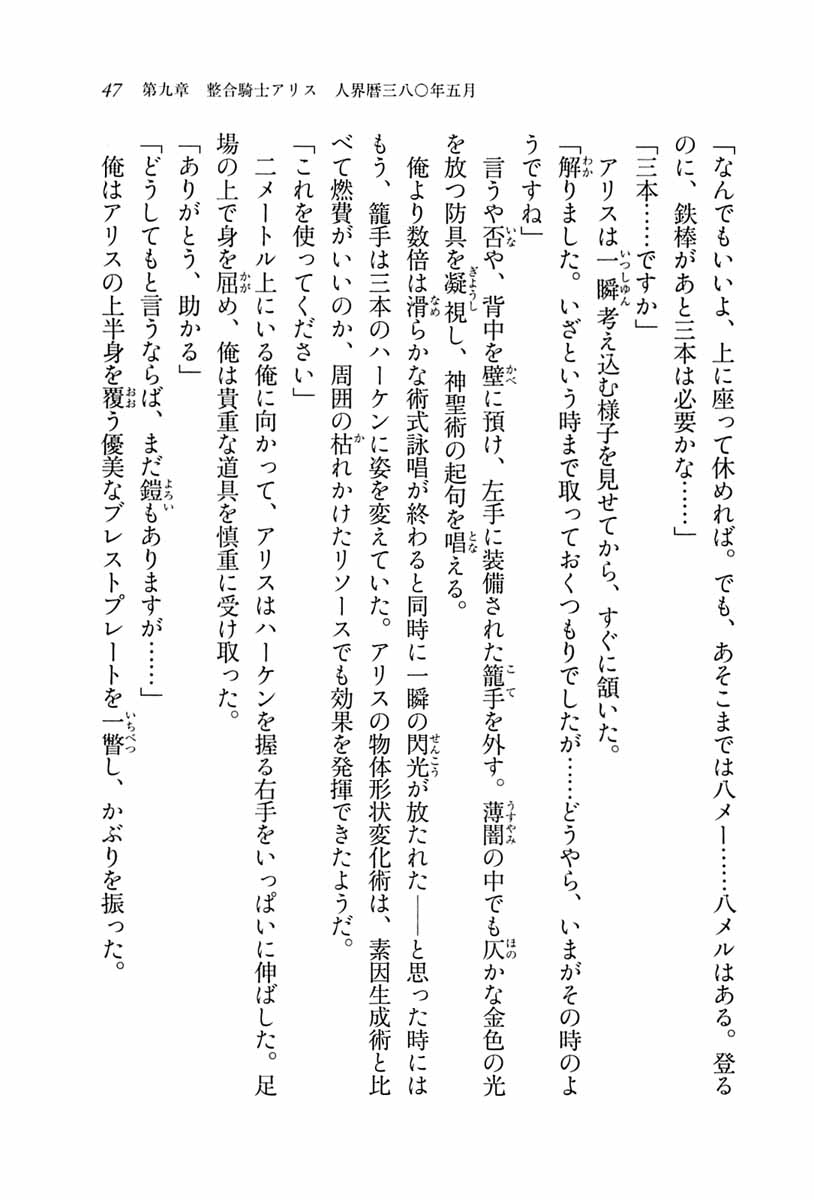 47 第九章 整合騎士アリス 人界暦三八〇年五月
「なんでもいいよ、上に座って休めれば。でも、あそこまでは八メー……八メルはある。登る
のに、鉄棒があと三本は必要かな……」
「三本……ですか」
アリスは一瞬考え込む様子を見せてから、すぐに頷いた。
「解りました。いざという時まで取っておくつもりでしたが……どうやら、いまがその時のよ
うですね」
言うや否や、背中を壁に預け、左手に装備された籠手を外す。薄闇の中でも仄かな金色の光
を放つ防具を凝視し、神聖術の起句を唱える。
俺より数倍は滑らかな術式詠唱が終わると同時に一瞬の閃光が放たれた――と思った時には
もう、籠手は三本のハーケンに姿を変えていた。アリスの物体形状変化術は、素因生成術と比
べて燃費がいいのか、周囲の枯れかけたリソースでも効果を発揮できたようだ。
「これを使ってください」
二メートル上にいる俺に向かって、アリスはハーケンを握る右手をいっぱいに伸ばした。足
場の上で身を屈め、俺は貴重な道具を慎重に受け取った。
「ありがとう、助かる」
「どうしてもと言うならば、まだ鎧もありますが……」
俺はアリスの上半身を覆う優美なブレストプレートを一瞥し、かぶりを振った。